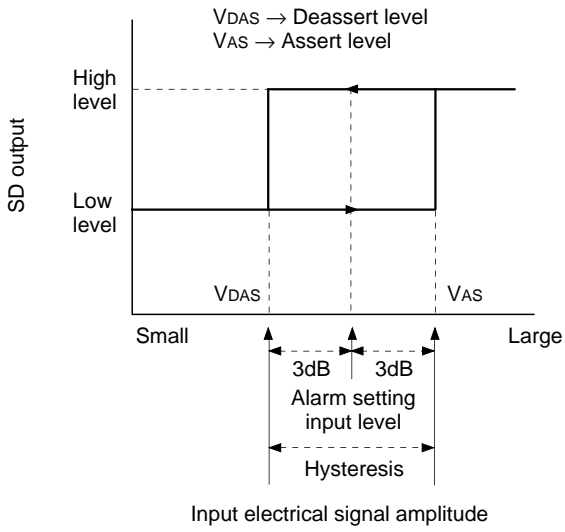 VDAS → Deassert level
VAS → Assert level
High
level
SD output
Low
level
VDAS
VAS
Small
Large
3dB
3dB
Alarm setting
input level
Hysteresis
Input electrical signal amplitude